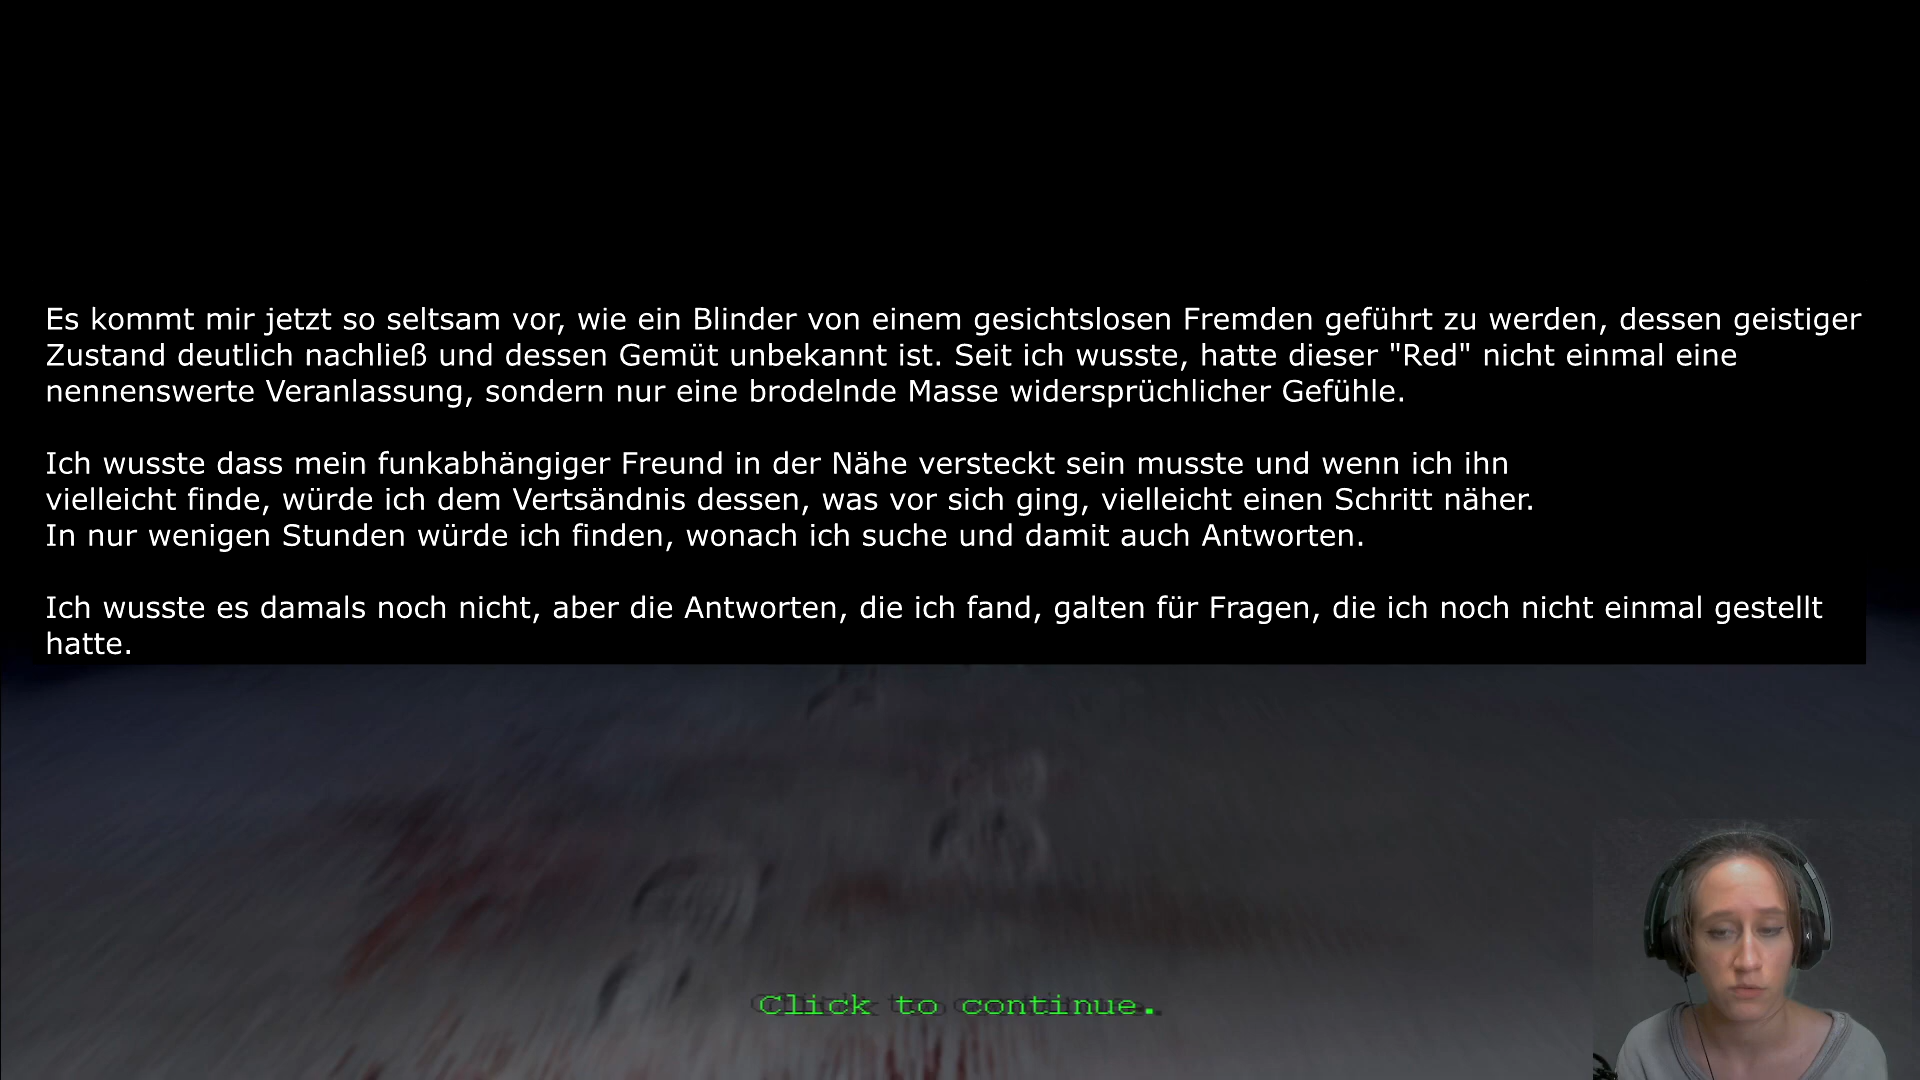 Es kommt mir jetzt so seltsam vor, wie ein Blinder von einem gesichtslosen Fremden geführt zu werden, dessen geistiger
Zustand deutlich nachließ und dessen Gemüt unbekannt ist. Seit ich wusste, hatte dieser "Red" nicht einmal eine
nennenswerte Veranlassung, sondern nur eine brodelnde Masse widersprüchlicher Gefühle.
Ich wusste dass mein funkabhängiger Freund in der Nähe versteckt sein musste und wenn ich ihn
vielleicht finde, würde ich dem Vertsändnis dessen, was vor sich ging, vielleicht einen Schritt näher.
In nur wenigen Stunden würde ich finden, wonach ich suche und damit auch Antworten.
Ich wusste es damals noch nicht, aber die Antworten, die ich fand, galten für Fragen, die ich noch nicht einmal gestellt
hatte.
Click to continue.